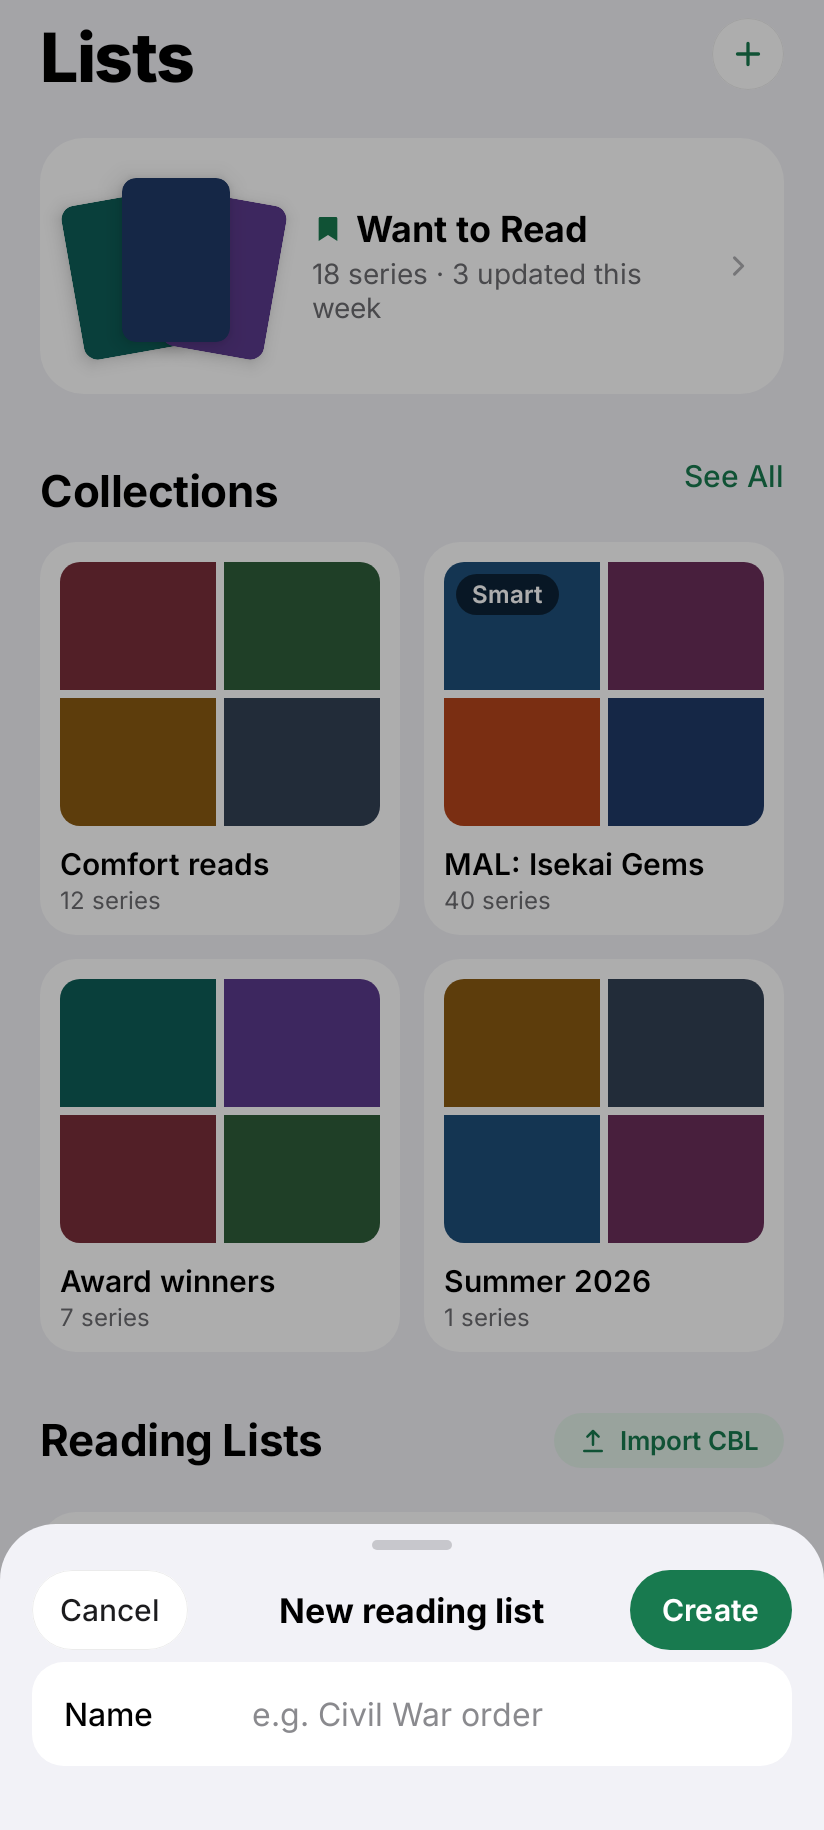 Lists
Want to Read
18 series · 3 updated this
week
Collections
See All
Smart
Comfort reads
12 series
MAL: Isekai Gems
40 series
Award winners
7 series
Summer 2026
1 series
Reading Lists
Import CBL
Cancel
New reading list
Create
Name
e.g. Civil War order